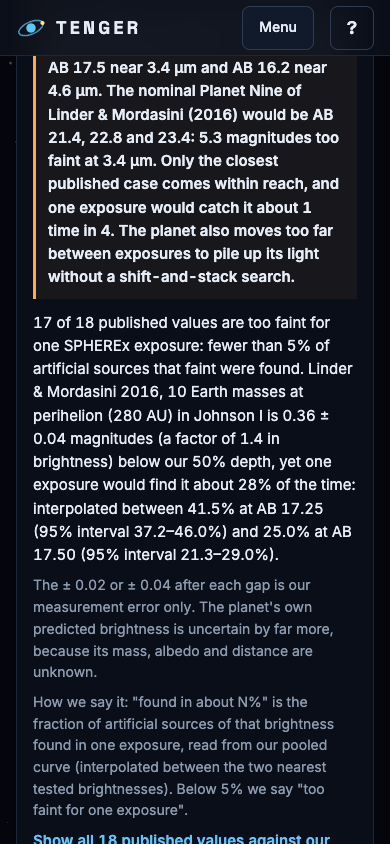 TENGER
Menu
?
AB 17.5 near 3.4 µm and AB 16.2 near
4.6 µm. The nominal Planet Nine of
Linder & Mordasini (2016) would be AB
21.4, 22.8 and 23.4: 5.3 magnitudes too
faint at 3.4 µm. Only the closest
published case comes within reach, and
one exposure would catch it about 1
time in 4. The planet also moves too far
between exposures to pile up its light
without a shift-and-stack search.
17 of 18 published values are too faint for
one SPHEREx exposure: fewer than 5% of
artificial sources that faint were found. Linder
& Mordasini 2016, 10 Earth masses at
perihelion (280 AU) in Johnson I is 0.36 ±
0.04 magnitudes (a factor of 1.4 in
brightness) below our 50% depth, yet one
exposure would find it about 28% of the time:
interpolated between 41.5% at AB 17.25
(95% interval 37.2–46.0%) and 25.0% at AB
17.50 (95% interval 21.3–29.0%).
The ± 0.02 or ± 0.04 after each gap is our
measurement error only. The planet's own
predicted brightness is uncertain by far more,
because its mass, albedo and distance are
unknown.
How we say it: "found in about N%" is the
fraction of artificial sources of that brightness
found in one exposure, read from our pooled
curve (interpolated between the two nearest
tested brightnesses). Below 5% we say "too
faint for one exposure".
Show all 18 published values against our